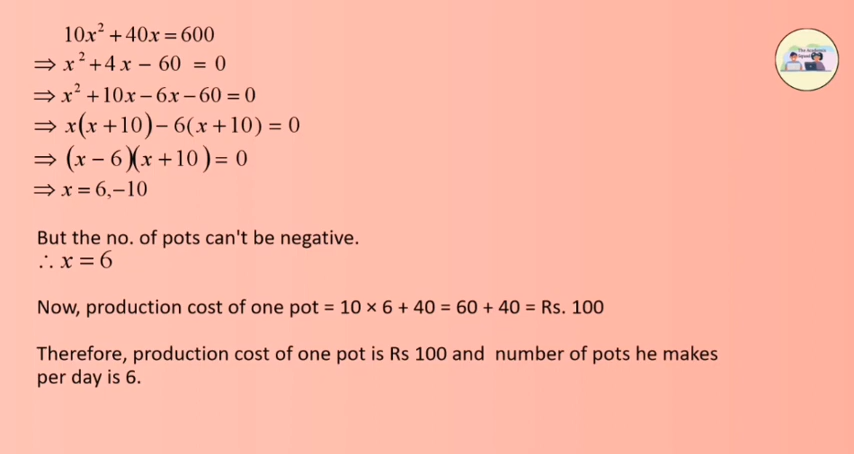 10x² + 40x = 600
⇒ x² + 4x − 60 = 0
⇒ x² + 10x − 6x − 60 = 0
⇒ x(x + 10) − 6(x + 10) = 0
⇒ (x − 6)(x + 10) = 0
⇒ x = 6, −10
But the no. of pots can't be negative.
∴ x = 6
Now, production cost of one pot = 10 × 6 + 40 = 60 + 40 = Rs. 100
Therefore, production cost of one pot is Rs 100 and number of pots he makes
per day is 6.